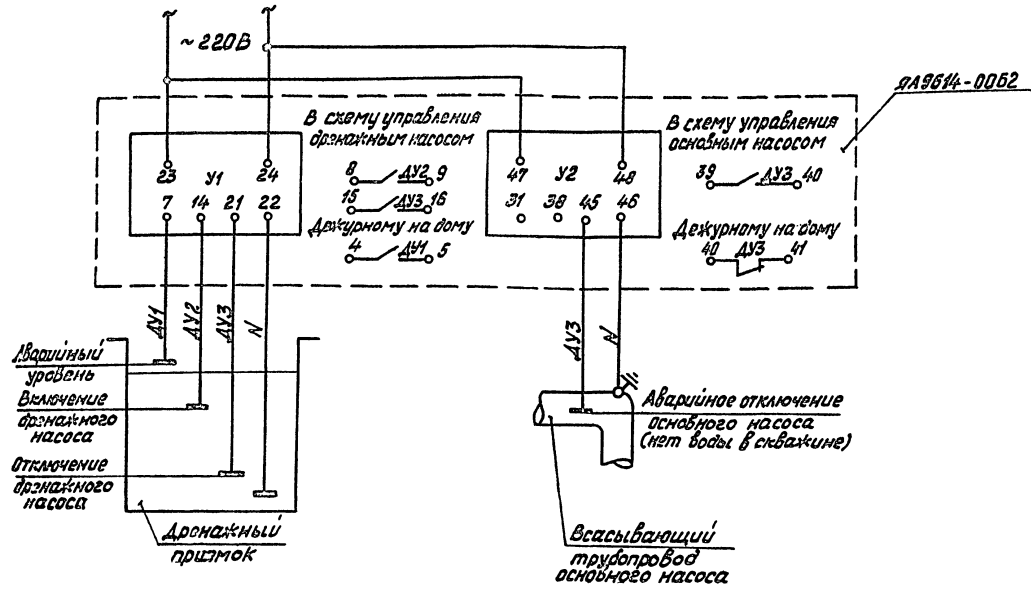 ~ 220В
ЯА9614-00Б2
В схему управления
дренажным насосом
8 ДУ2 9
15 ДУ3 16
Дежурному на дому
4 ДУ1 5
23 У1 24
7 14 21 22
47 У2 48
31 38 45 46
В схему управления
основным насосом
39 ДУ3 40
Дежурному на дому
40 ДУ3 41
ДУ1
ДУ2
ДУ3
N
ДУ3
N
Аварийный
уровень
Включение
дренажного
насоса
Отключение
дренажного
насоса
Дренажный
приямок
Аварийное отключение
основного насоса
(нет воды в скважине)
Всасывающий
трубопровод
основного насоса